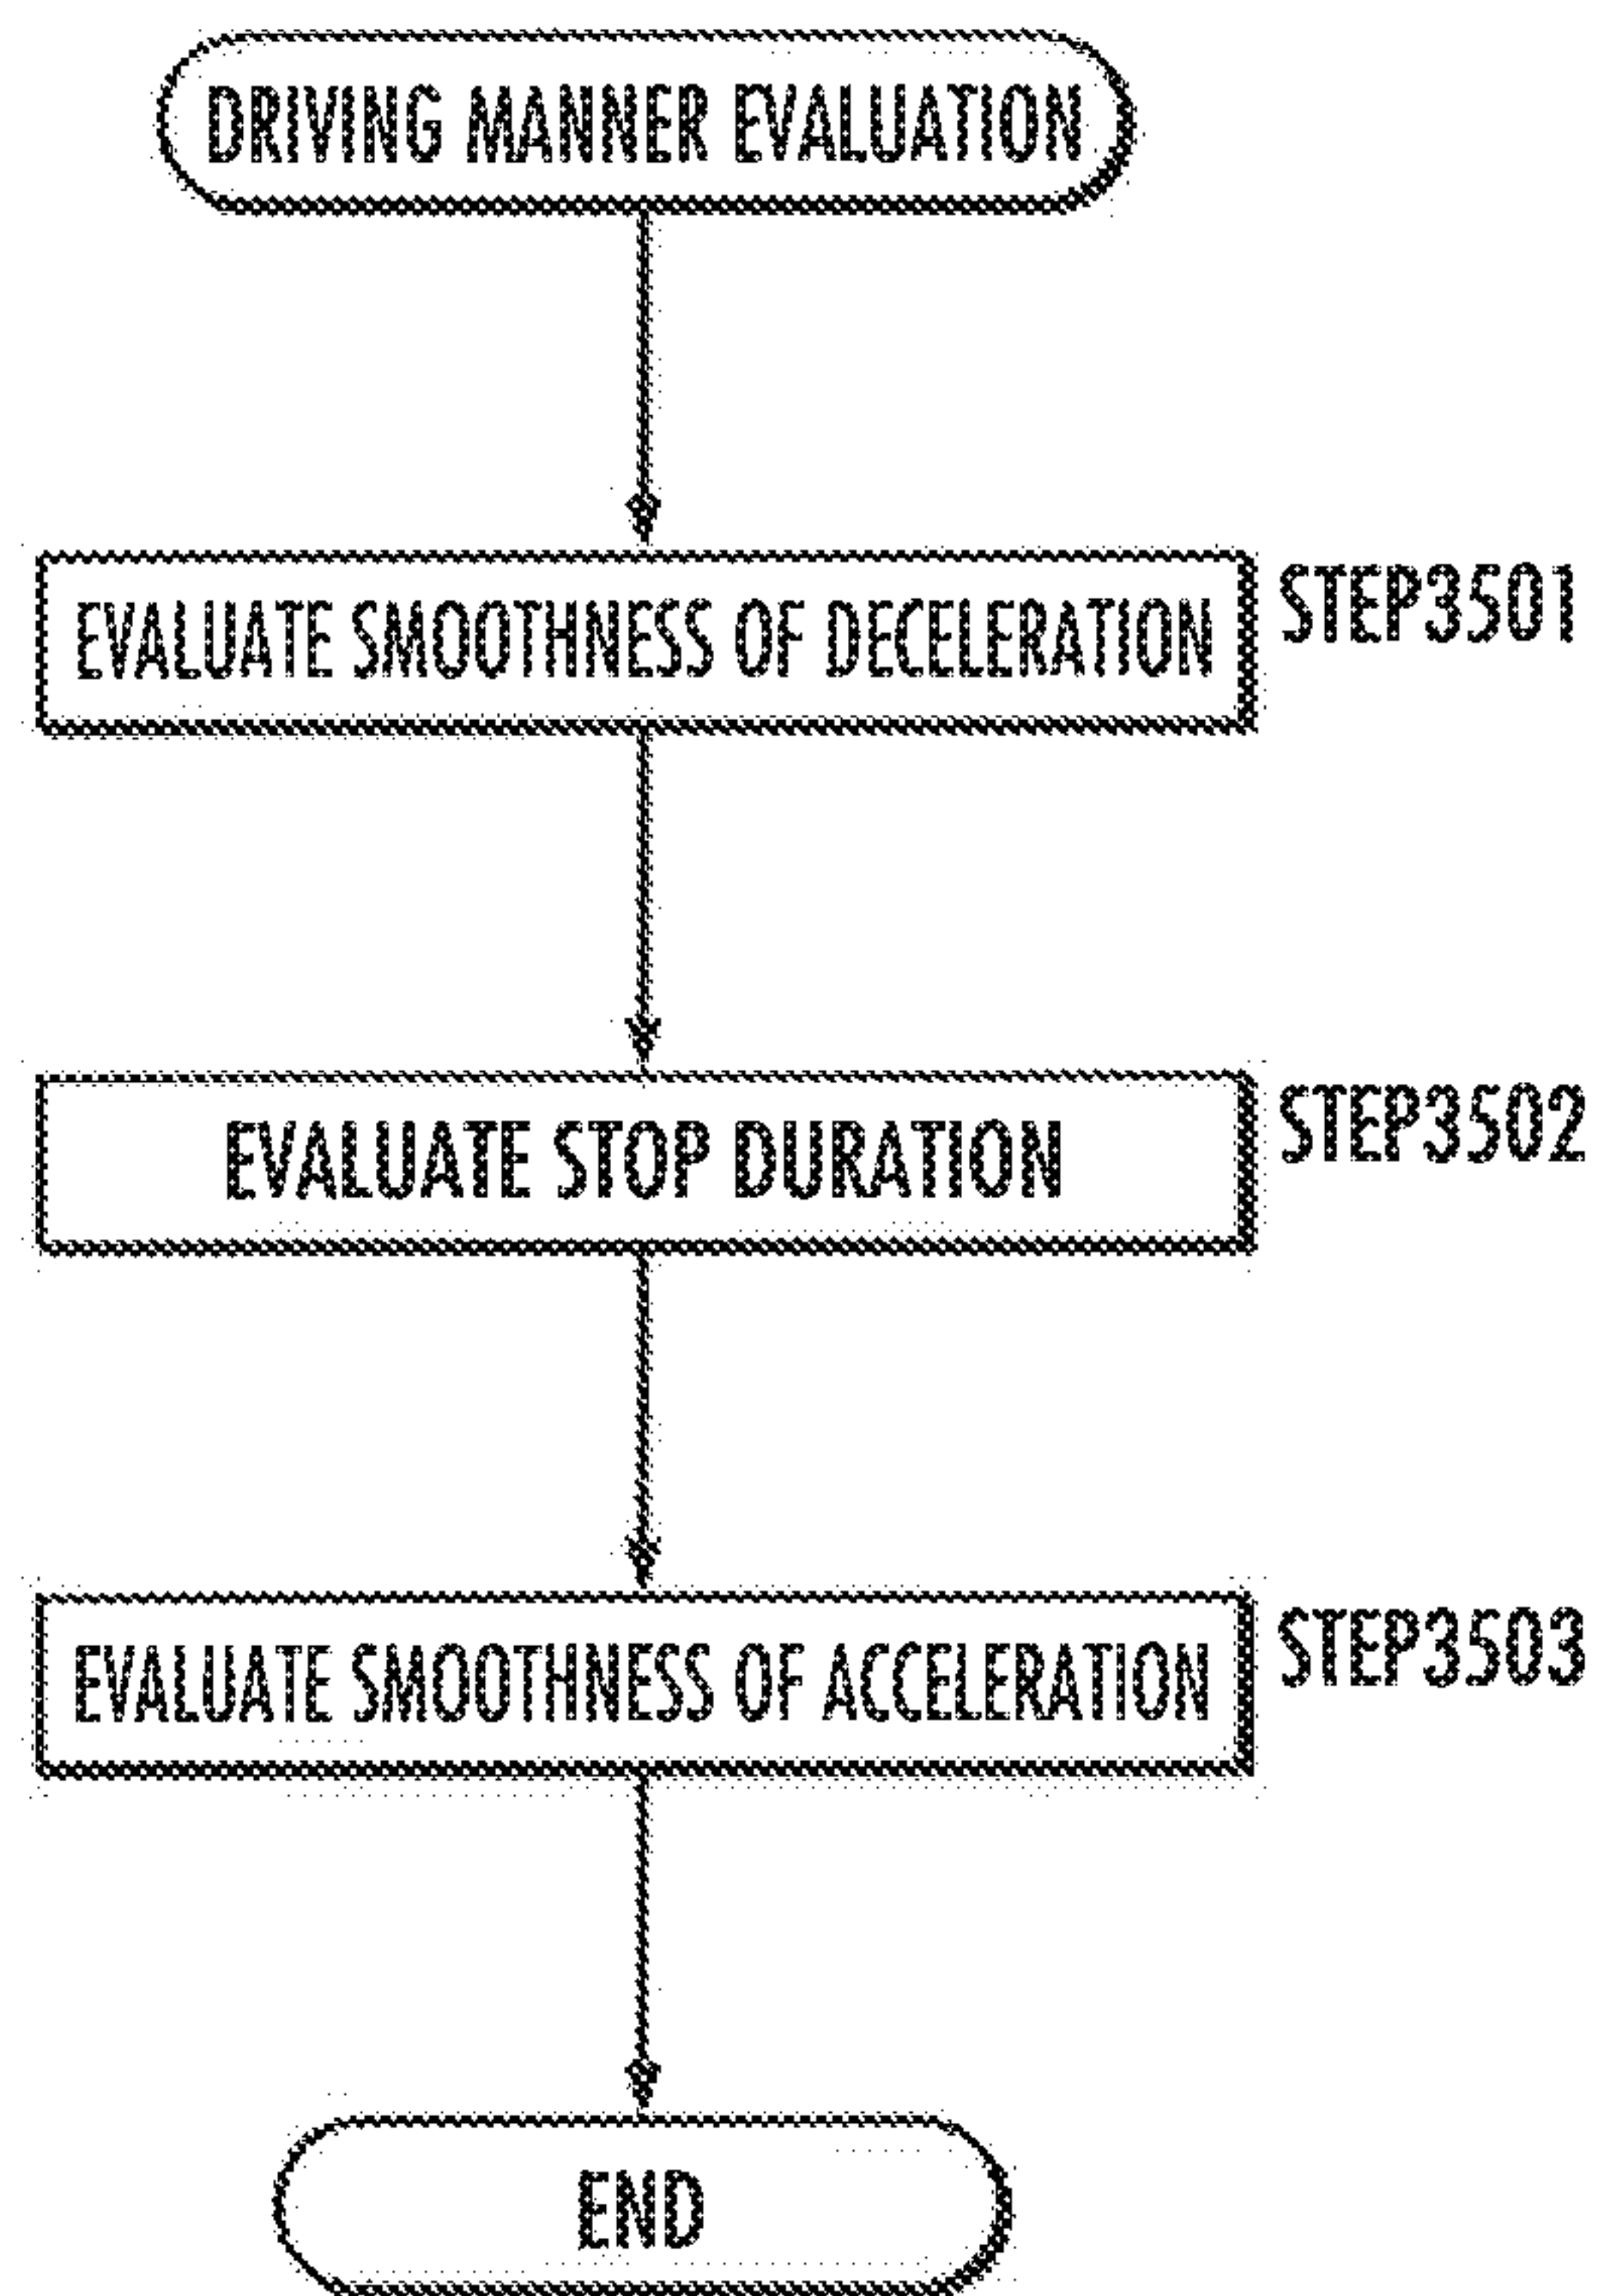 DRIVING MANNER EVALUATION
EVALUATE SMOOTHNESS OF DECELERATION
STEP3501
EVALUATE STOP DURATION
STEP3502
EVALUATE SMOOTHNESS OF ACCELERATION
STEP3503
END